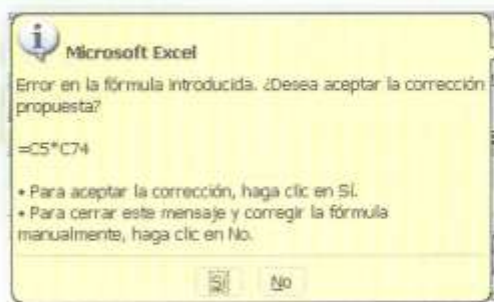 Microsoft Excel
Error en la fórmula introducida. ¿Desea aceptar la corrección
propuesta?
=C5*C74
• Para aceptar la corrección, haga clic en Sí.
• Para cerrar este mensaje y corregir la fórmula
manualmente, haga clic en No.
Sí No